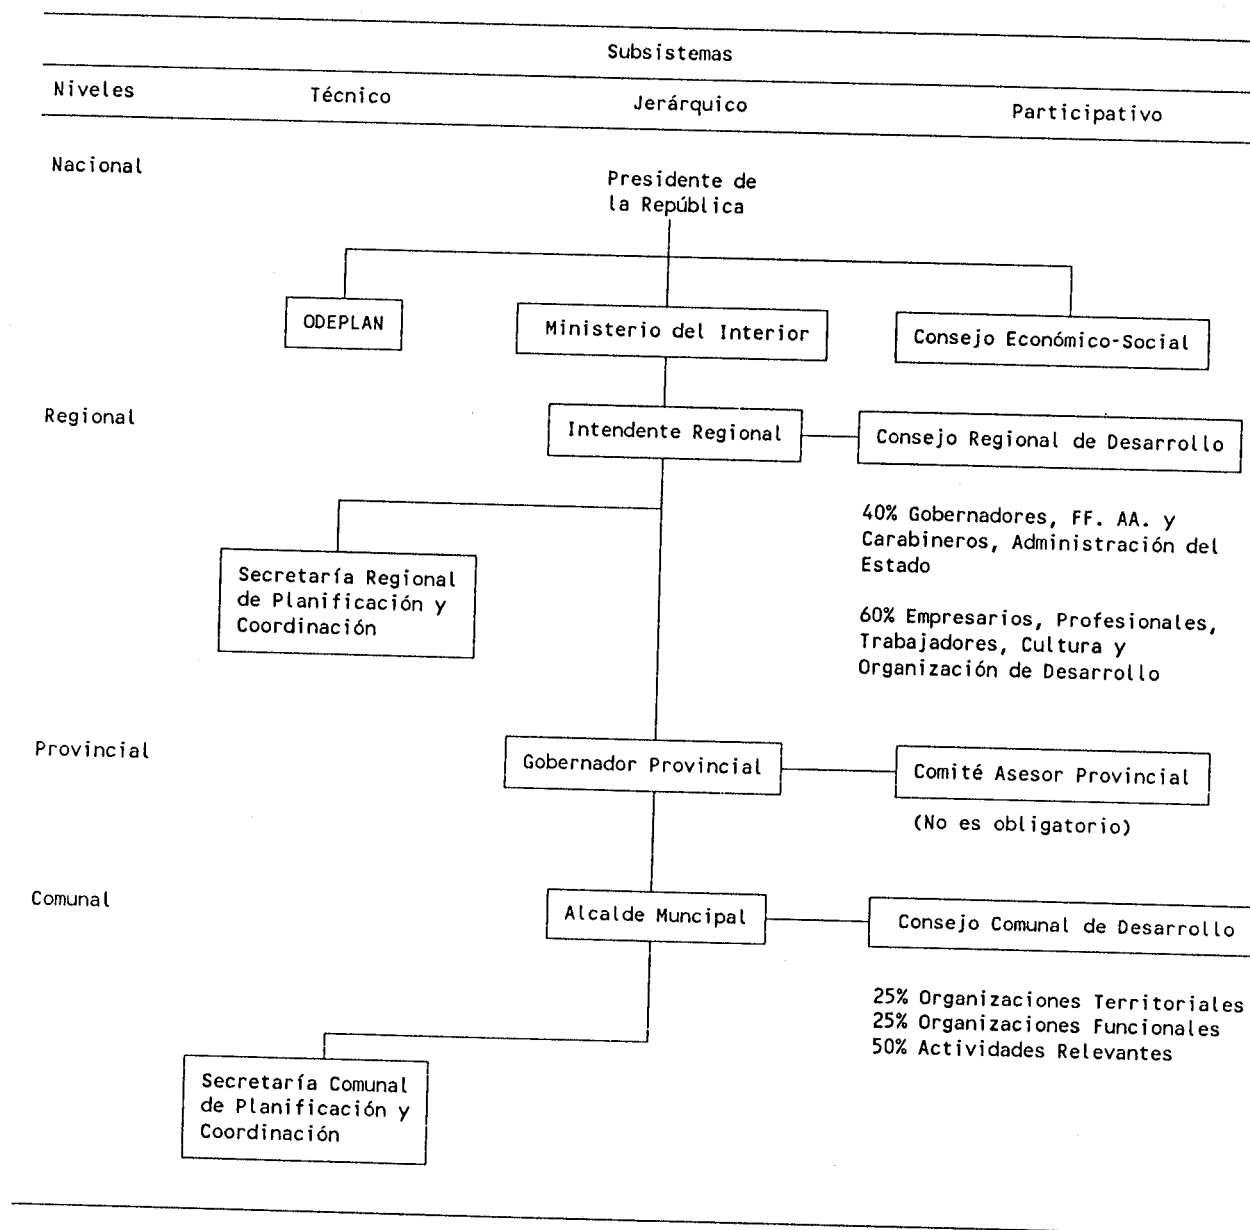 Subsistemas
Niveles Técnico Jerárquico Participativo
Nacional
Presidente de
la República
ODEPLAN
Ministerio del Interior
Consejo Económico-Social
Regional
Intendente Regional
Consejo Regional de Desarrollo
40% Gobernadores, FF. AA. y
Carabineros, Administración del
Estado
60% Empresarios, Profesionales,
Trabajadores, Cultura y
Organización de Desarrollo
Secretaría Regional
de Planificación y
Coordinación
Provincial
Gobernador Provincial
Comité Asesor Provincial
(No es obligatorio)
Comunal
Alcalde Muncipal
Consejo Comunal de Desarrollo
25% Organizaciones Territoriales
25% Organizaciones Funcionales
50% Actividades Relevantes
Secretaría Comunal
de Planificación y
Coordinación